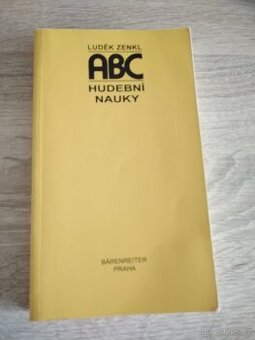 LUDĚK ZENKL
ABC
HUDEBNÍ
NAUKY
BÄRENREITER
PRAHA